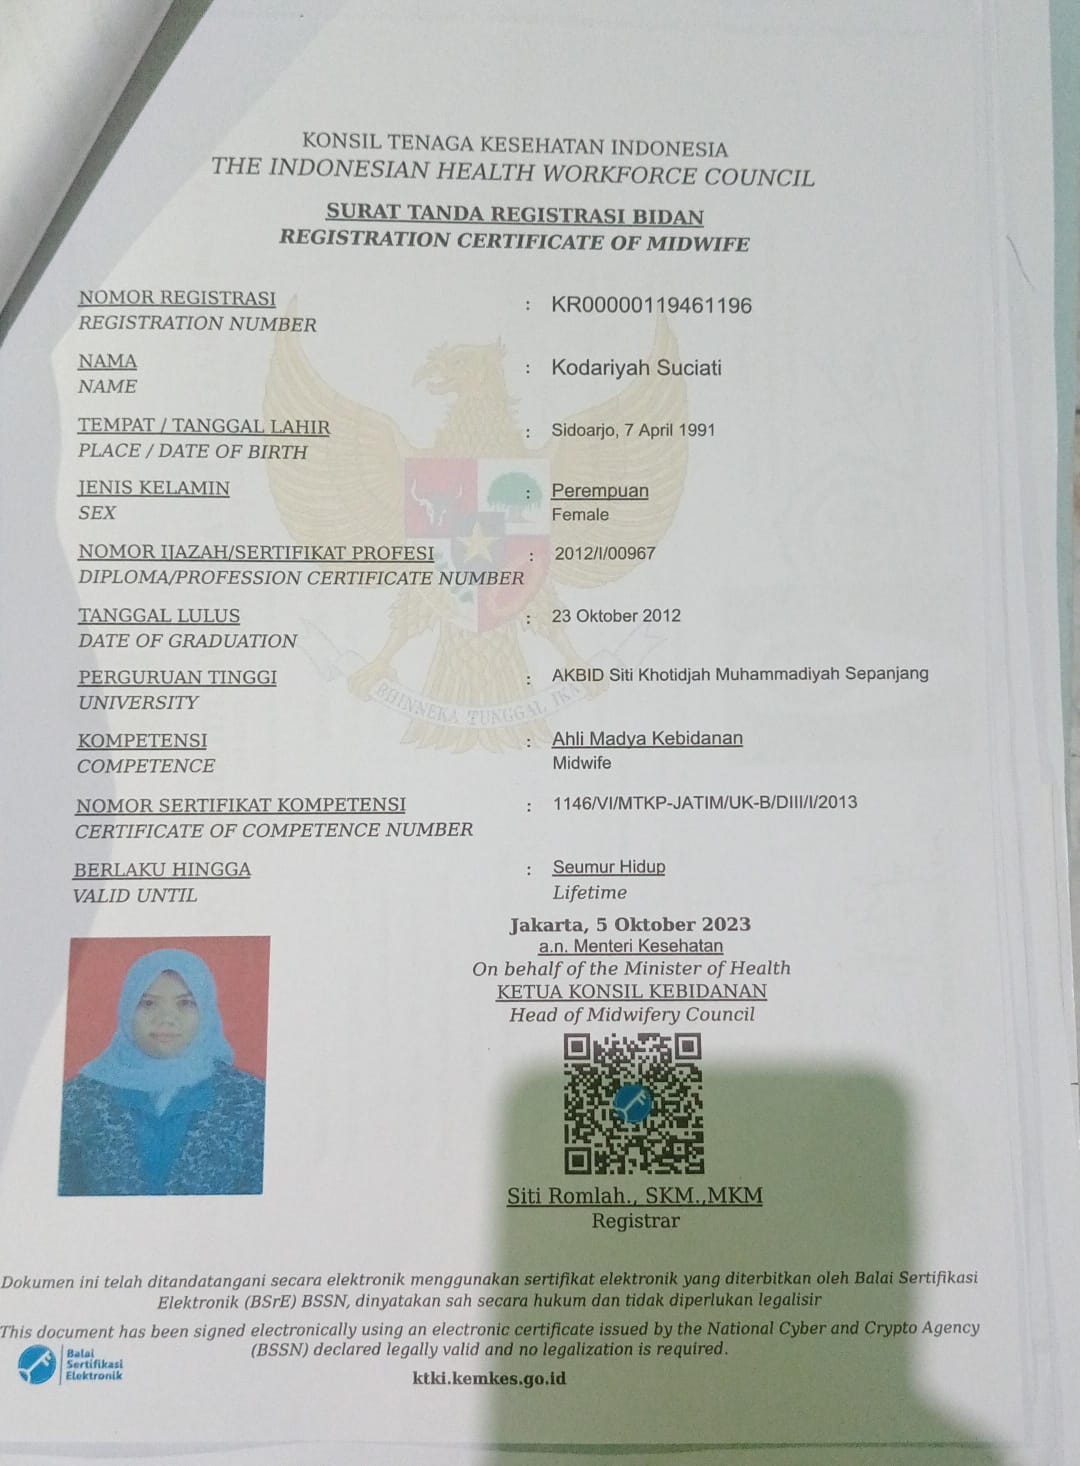 KONSIL TENAGA KESEHATAN INDONESIA
THE INDONESIAN HEALTH WORKFORCE COUNCIL
SURAT TANDA REGISTRASI BIDAN
REGISTRATION CERTIFICATE OF MIDWIFE
NOMOR REGISTRASI : KR00000119461196
REGISTRATION NUMBER
NAMA : Kodariyah Suciati
NAME
TEMPAT / TANGGAL LAHIR : Sidoarjo, 7 April 1991
PLACE / DATE OF BIRTH
JENIS KELAMIN : Perempuan
SEX Female
NOMOR IJAZAH/SERTIFIKAT PROFESI : 2012/I/00967
DIPLOMA/PROFESSION CERTIFICATE NUMBER
TANGGAL LULUS : 23 Oktober 2012
DATE OF GRADUATION
PERGURUAN TINGGI : AKBID Siti Khotidjah Muhammadiyah Sepanjang
UNIVERSITY
BHINNEKA TUNGGAL IKA
KOMPETENSI : Ahli Madya Kebidanan
COMPETENCE Midwife
NOMOR SERTIFIKAT KOMPETENSI : 1146/VI/MTKP-JATIM/UK-B/DIII/I/2013
CERTIFICATE OF COMPETENCE NUMBER
BERLAKU HINGGA : Seumur Hidup
VALID UNTIL Lifetime
Jakarta, 5 Oktober 2023
a.n. Menteri Kesehatan
On behalf of the Minister of Health
KETUA KONSIL KEBIDANAN
Head of Midwifery Council
Siti Romlah., SKM.,MKM
Registrar
Dokumen ini telah ditandatangani secara elektronik menggunakan sertifikat elektronik yang diterbitkan oleh Balai Sertifikasi
Elektronik (BSrE) BSSN, dinyatakan sah secara hukum dan tidak diperlukan legalisir
This document has been signed electronically using an electronic certificate issued by the National Cyber and Crypto Agency
(BSSN) declared legally valid and no legalization is required.
Balai
Sertifikasi
Elektronik
ktki.kemkes.go.id